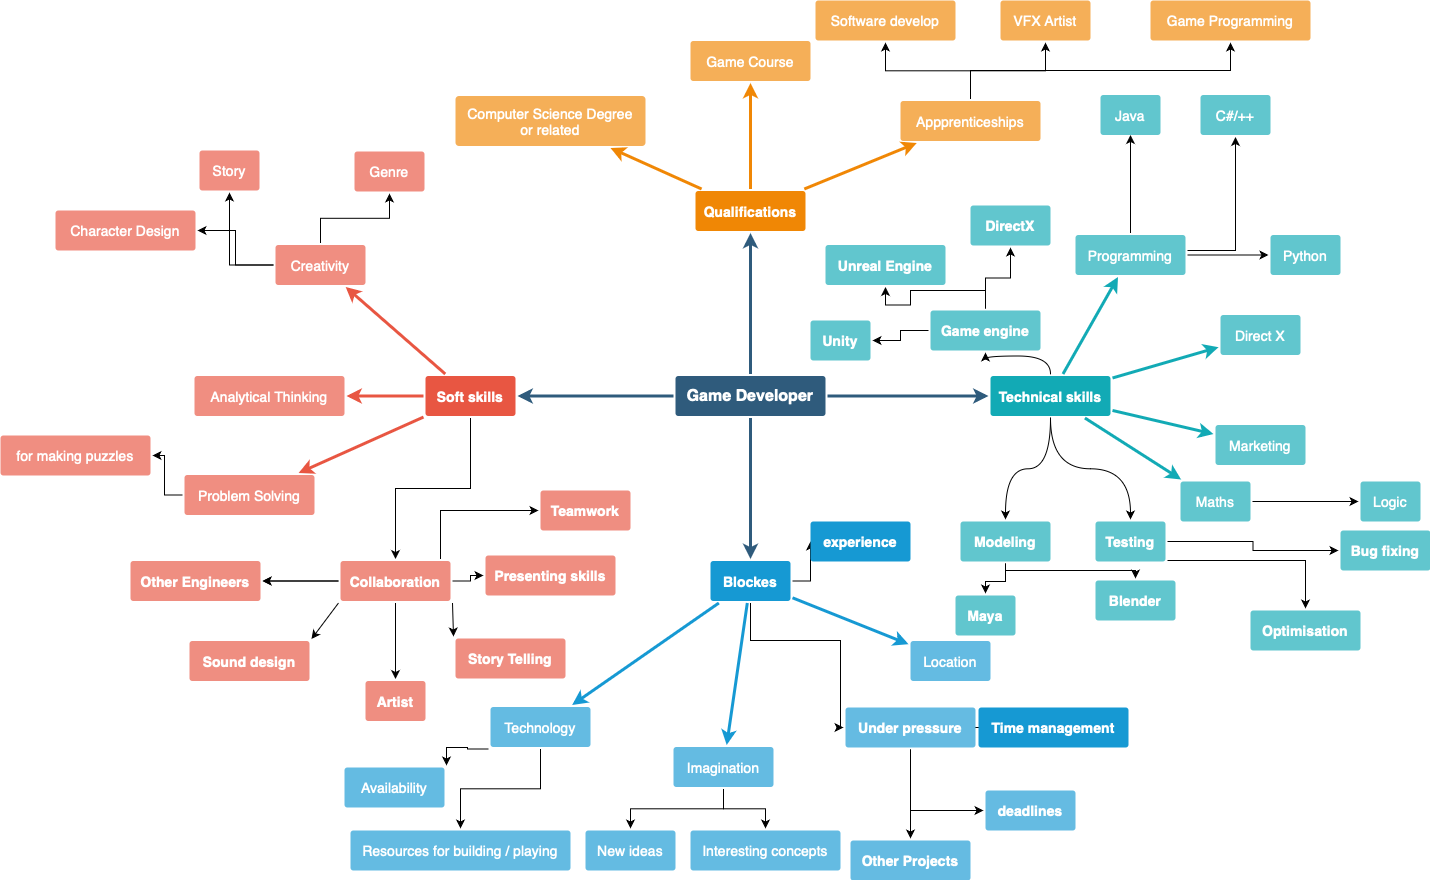 Software develop
VFX Artist
Game Programming
Game Course
Computer Science Degree
or related
Appprenticeships
Java
C#/++
Story
Genre
Qualifications
Character Design
DirectX
Creativity
Unreal Engine
Programming
Python
Unity
Game engine
Direct X
Analytical Thinking
Soft skills
Game Developer
Technical skills
for making puzzles
Marketing
Problem Solving
Maths
Logic
Teamwork
experience
Modeling
Testing
Bug fixing
Other Engineers
Collaboration
Presenting skills
Blockes
Blender
Maya
Optimisation
Sound design
Story Telling
Location
Artist
Technology
Under pressure
Time management
Imagination
Availability
deadlines
Resources for building / playing
New ideas
Interesting concepts
Other Projects